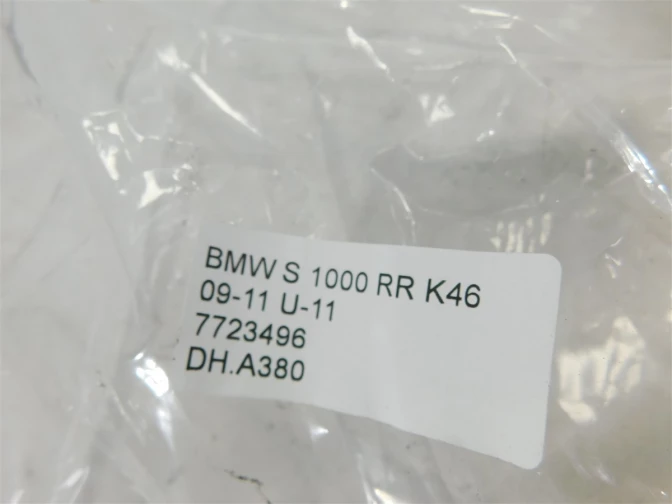 BMW S 1000 RR K46
09-11 U-11
7723496
DH.A380